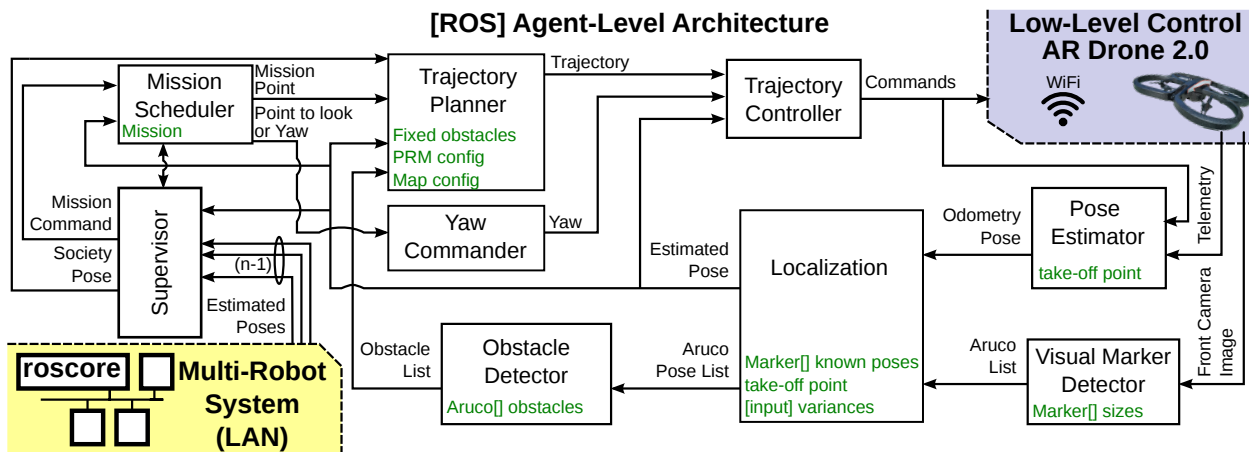 [ROS] Agent-Level Architecture
Low-Level Control
AR Drone 2.0
WiFi
Mission
Scheduler
Mission
Mission
Point
Point to look
or Yaw
Trajectory
Planner
Fixed obstacles
PRM config
Map config
Trajectory
Trajectory
Controller
Commands
Mission
Command
Society
Pose
Supervisor
(n-1)
Estimated
Poses
Yaw
Commander
Yaw
Estimated
Pose
Localization
Marker[] known poses
take-off point
[input] variances
Odometry
Pose
Pose
Estimator
take-off point
Telemetry
Front Camera
Image
Obstacle
List
Obstacle
Detector
Aruco[] obstacles
Aruco
Pose List
Aruco
List
Visual Marker
Detector
Marker[] sizes
roscore
Multi-Robot
System
(LAN)